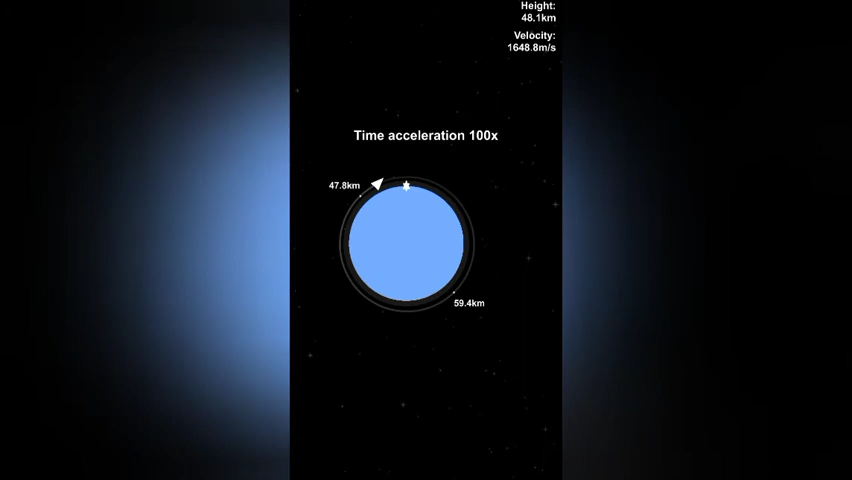 Height:
48.1km
Velocity:
1648.8m/s
Time acceleration 100x
47.8km
59.4km